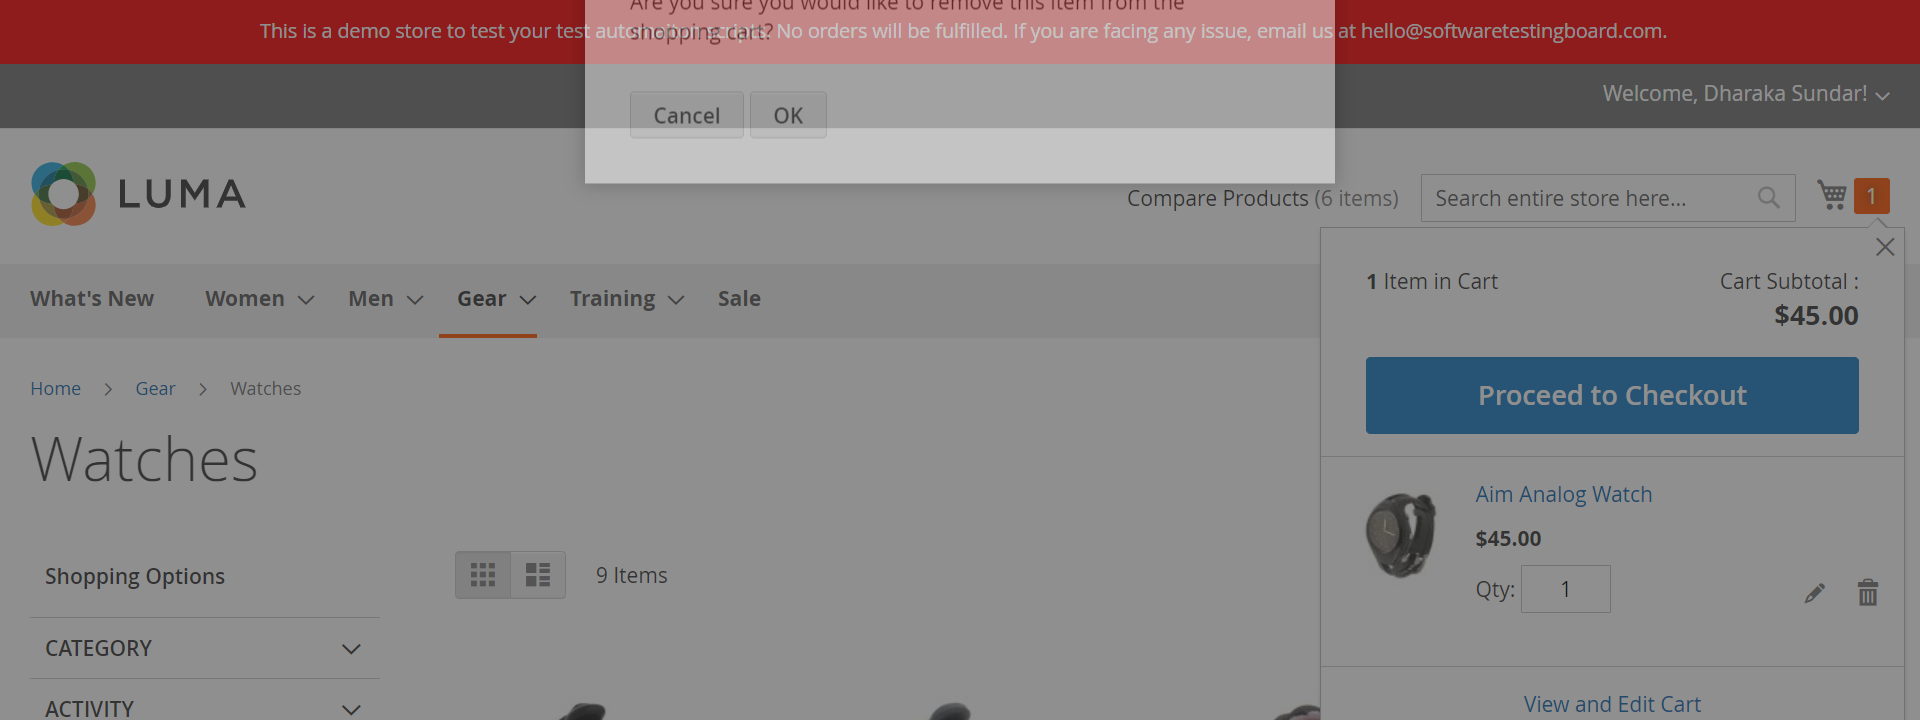 Are you sure you would like to remove this item from the
shopping cart?
This is a demo store to test your test automation scripts. No orders will be fulfilled. If you are facing any issue, email us at hello@softwaretestingboard.com.
Cancel OK
Welcome, Dharaka Sundar!
LUMA
Compare Products (6 items)
Search entire store here...
1
What's New Women Men Gear Training Sale
1 Item in Cart
Cart Subtotal :
$45.00
Proceed to Checkout
Home Gear Watches
Watches
Aim Analog Watch
$45.00
Qty: 1
Shopping Options
9 Items
CATEGORY
ACTIVITY
View and Edit Cart